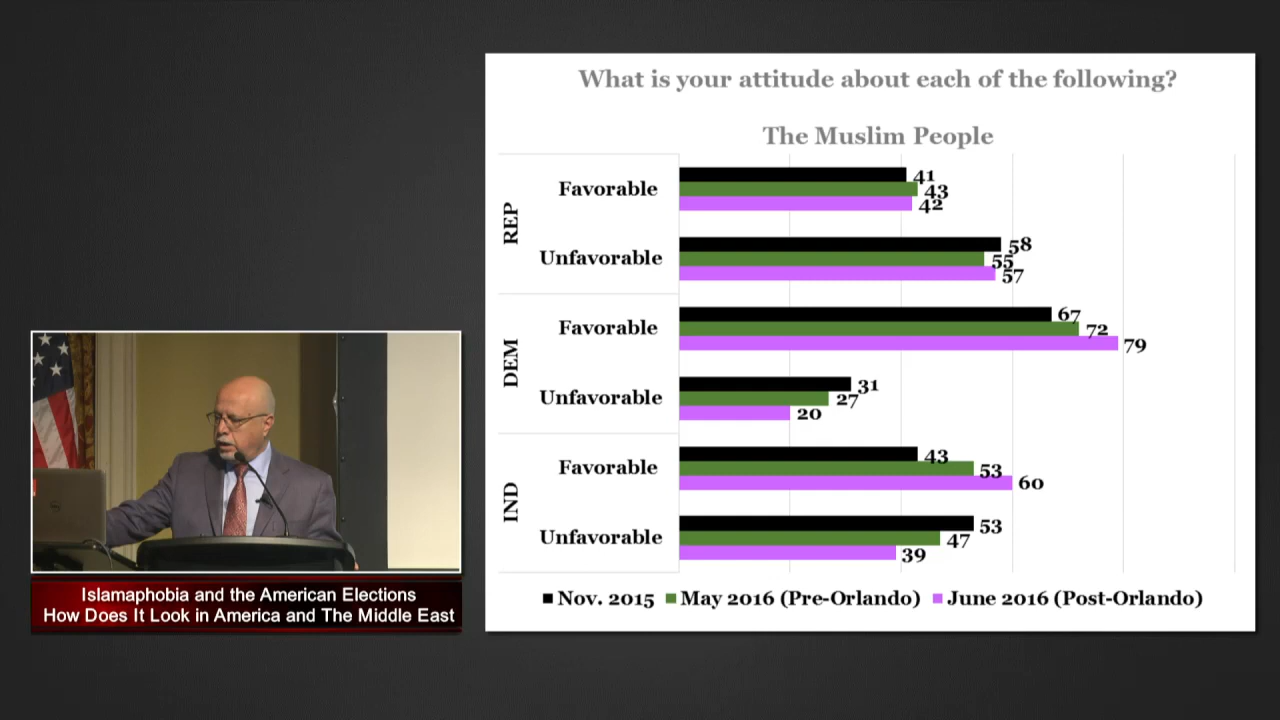 What is your attitude about each of the following?
The Muslim People
REP
Favorable
41
43
42
Unfavorable
58
55
57
DEM
Favorable
67
72
79
Unfavorable
31
27
20
IND
Favorable
43
53
60
Unfavorable
53
47
39
Nov. 2015 May 2016 (Pre-Orlando) June 2016 (Post-Orlando)
Islamaphobia and the American Elections
How Does It Look in America and The Middle East